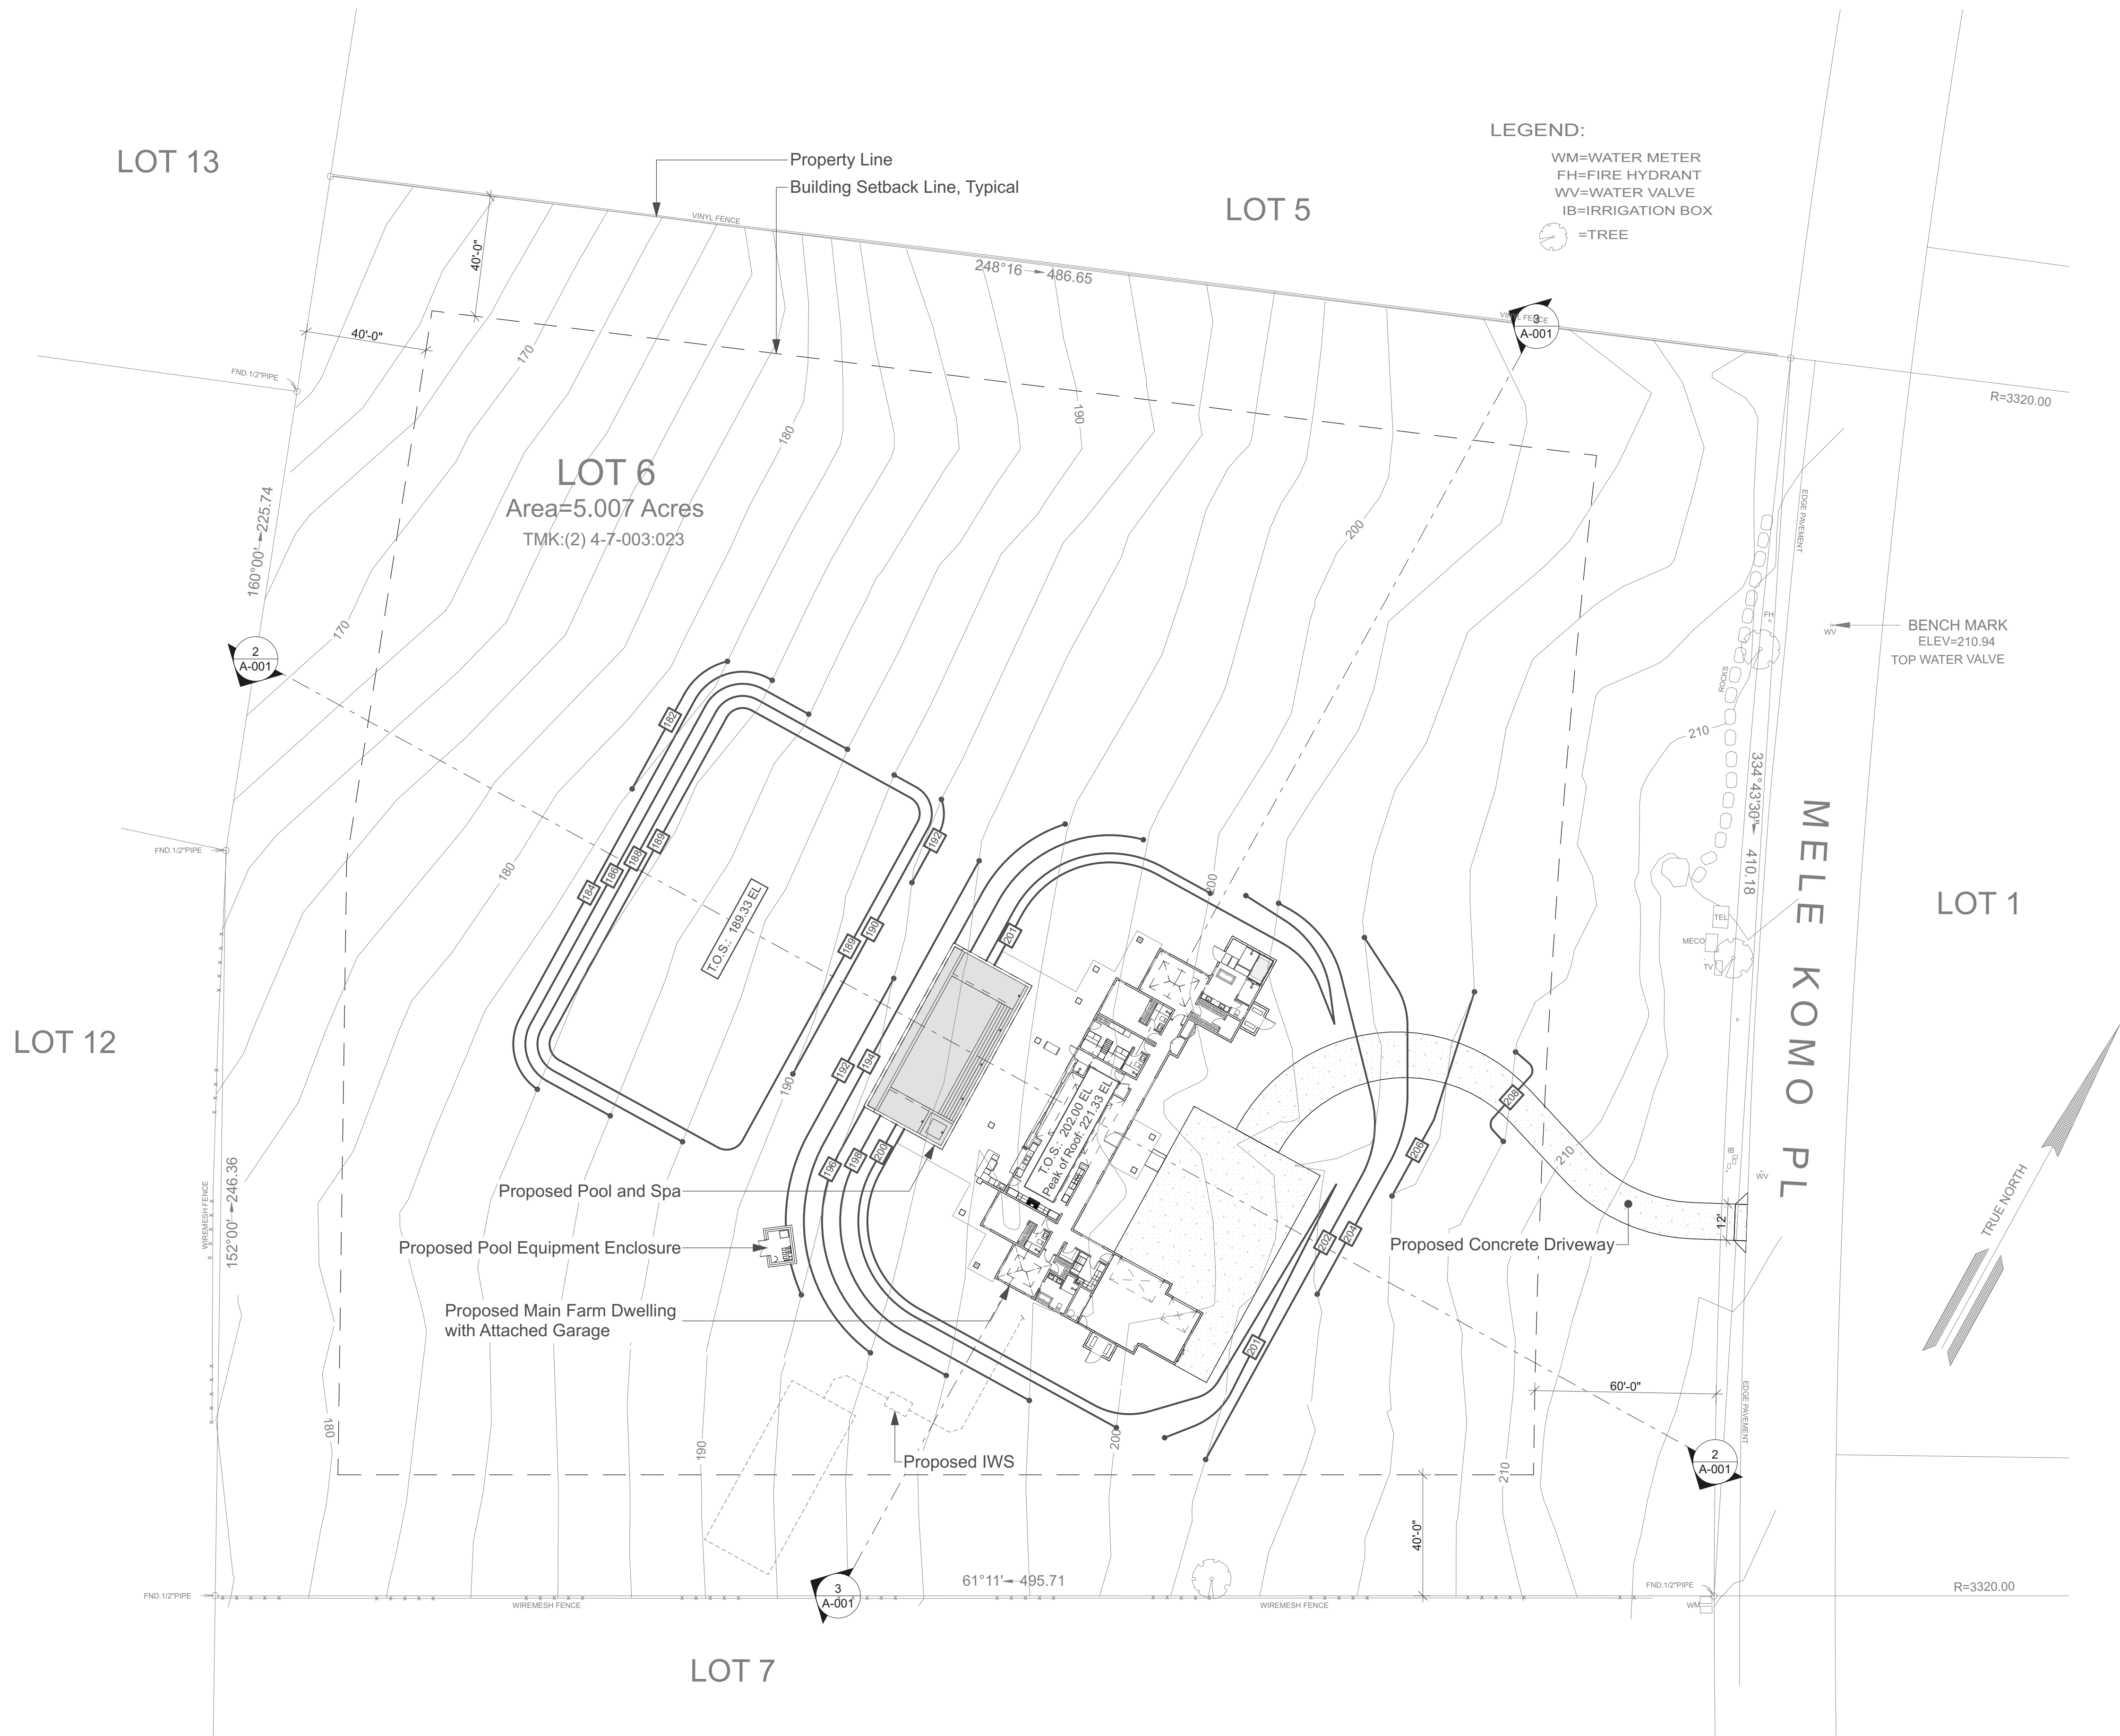 LEGEND:
WM=WATER METER
FH=FIRE HYDRANT
WV=WATER VALVE
IB=IRRIGATION BOX
=TREE
LOT 13
Property Line
Building Setback Line, Typical
VINYL FENCE
LOT 5
40'-0"
248°16 486.65
VINYL FENCE
3
A-001
40'-0"
170
FND.1/2"PIPE
R=3320.00
190
180
LOT 6
Area=5.007 Acres
TMK:(2) 4-7-003:023
160°00' 225.74
200
EDGE PAVEMENT
170
FH
WV
BENCH MARK
ELEV=210.94
TOP WATER VALVE
2
A-001
ROCKS
182
210
334°43'30" 410.18
MELE KOMO PL
FND.1/2"PIPE
192
189
188
186
184
180
200
T.O.S.: 189.33 EL
190
189
201
LOT 1
TEL
MECO
TV
LOT 12
192
194
190
T.O.S.: 202.00 EL
Peak of Roof: 221.33 EL
208
206
210
196
198
200
IB
WV
12'
TRUE NORTH
Proposed Pool and Spa
Proposed Pool Equipment Enclosure
Proposed Main Farm Dwelling
with Attached Garage
202
204
Proposed Concrete Driveway
WIREMESH FENCE
152°00' 246.36
201
60'-0"
EDGE PAVEMENT
180
190
200
210
Proposed IWS
2
A-001
40'-0"
61°11' 495.71
3
A-001
FND.1/2"PIPE
FND.1/2"PIPE
R=3320.00
WIREMESH FENCE
WIREMESH FENCE
WM
LOT 7